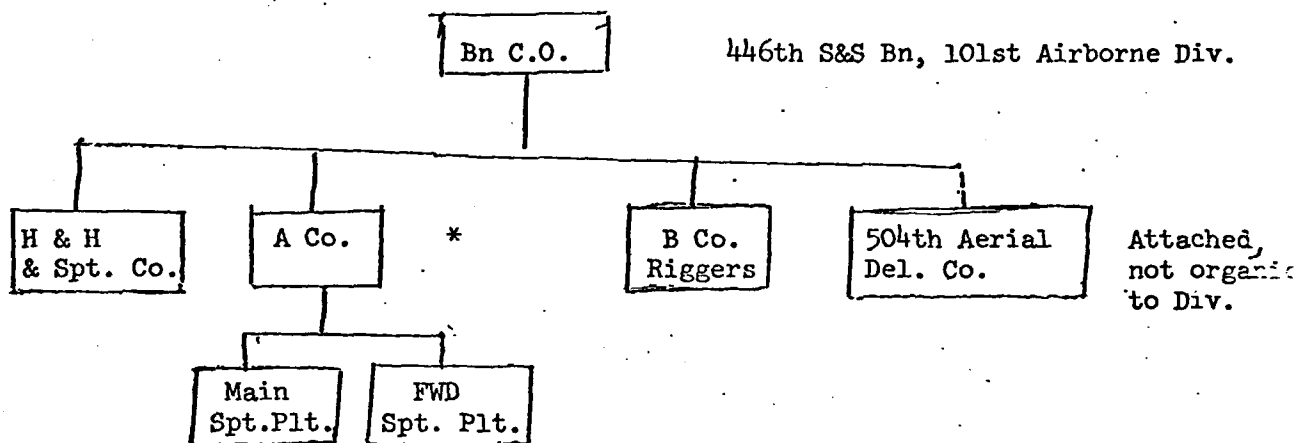 Bn C.O.
446th S&S Bn, 101st Airborne Div.
H & H
& Spt. Co.
A Co.
*
B Co.
Riggers
504th Aerial
Del. Co.
Attached,
not organic
to Div.
Main
Spt.Plt.
FWD
Spt. Plt.